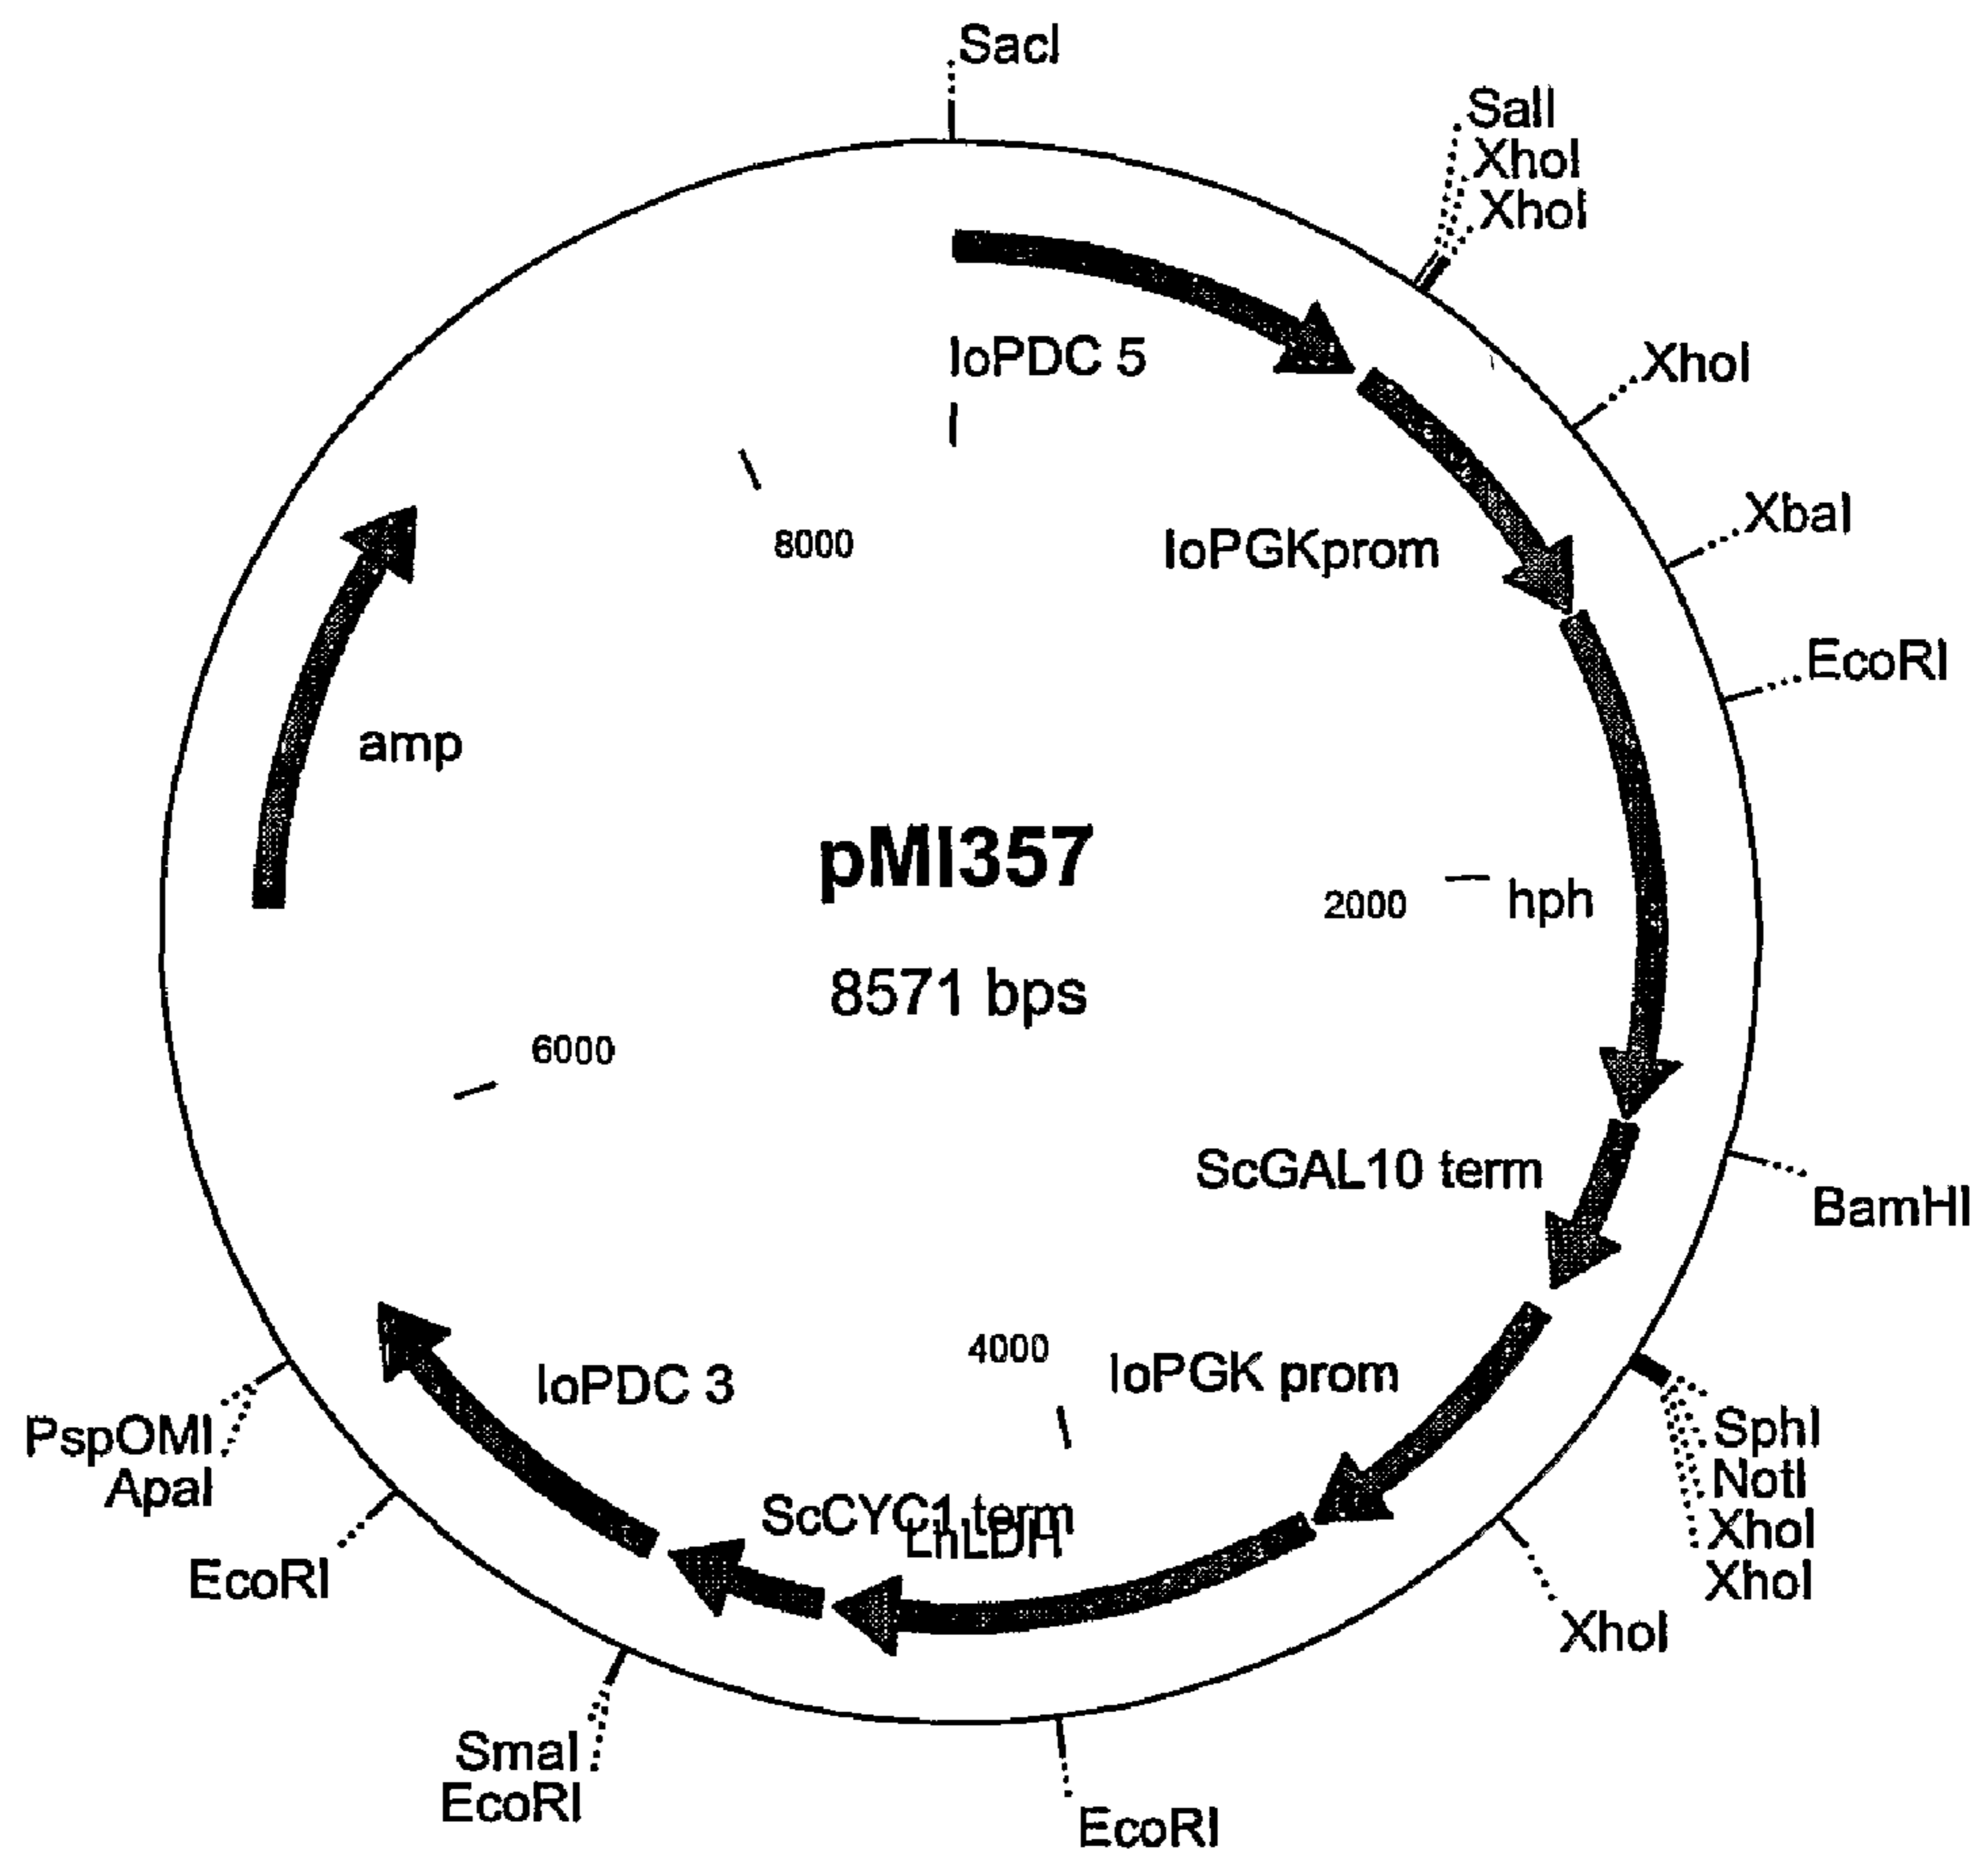 SacI
SalI
XhoI
XhoI
XhoI
XbaI
EcoRI
loPDC 5
loPGKprom
8000
amp
pMI357
8571 bps
2000
hph
6000
ScGAL10 term
BamHI
4000
loPGK prom
loPDC 3
ScCYC1 term
LhLDH
SphI
NotI
XhoI
XhoI
XhoI
PspOMI
ApaI
EcoRI
SmaI
EcoRI
EcoRI